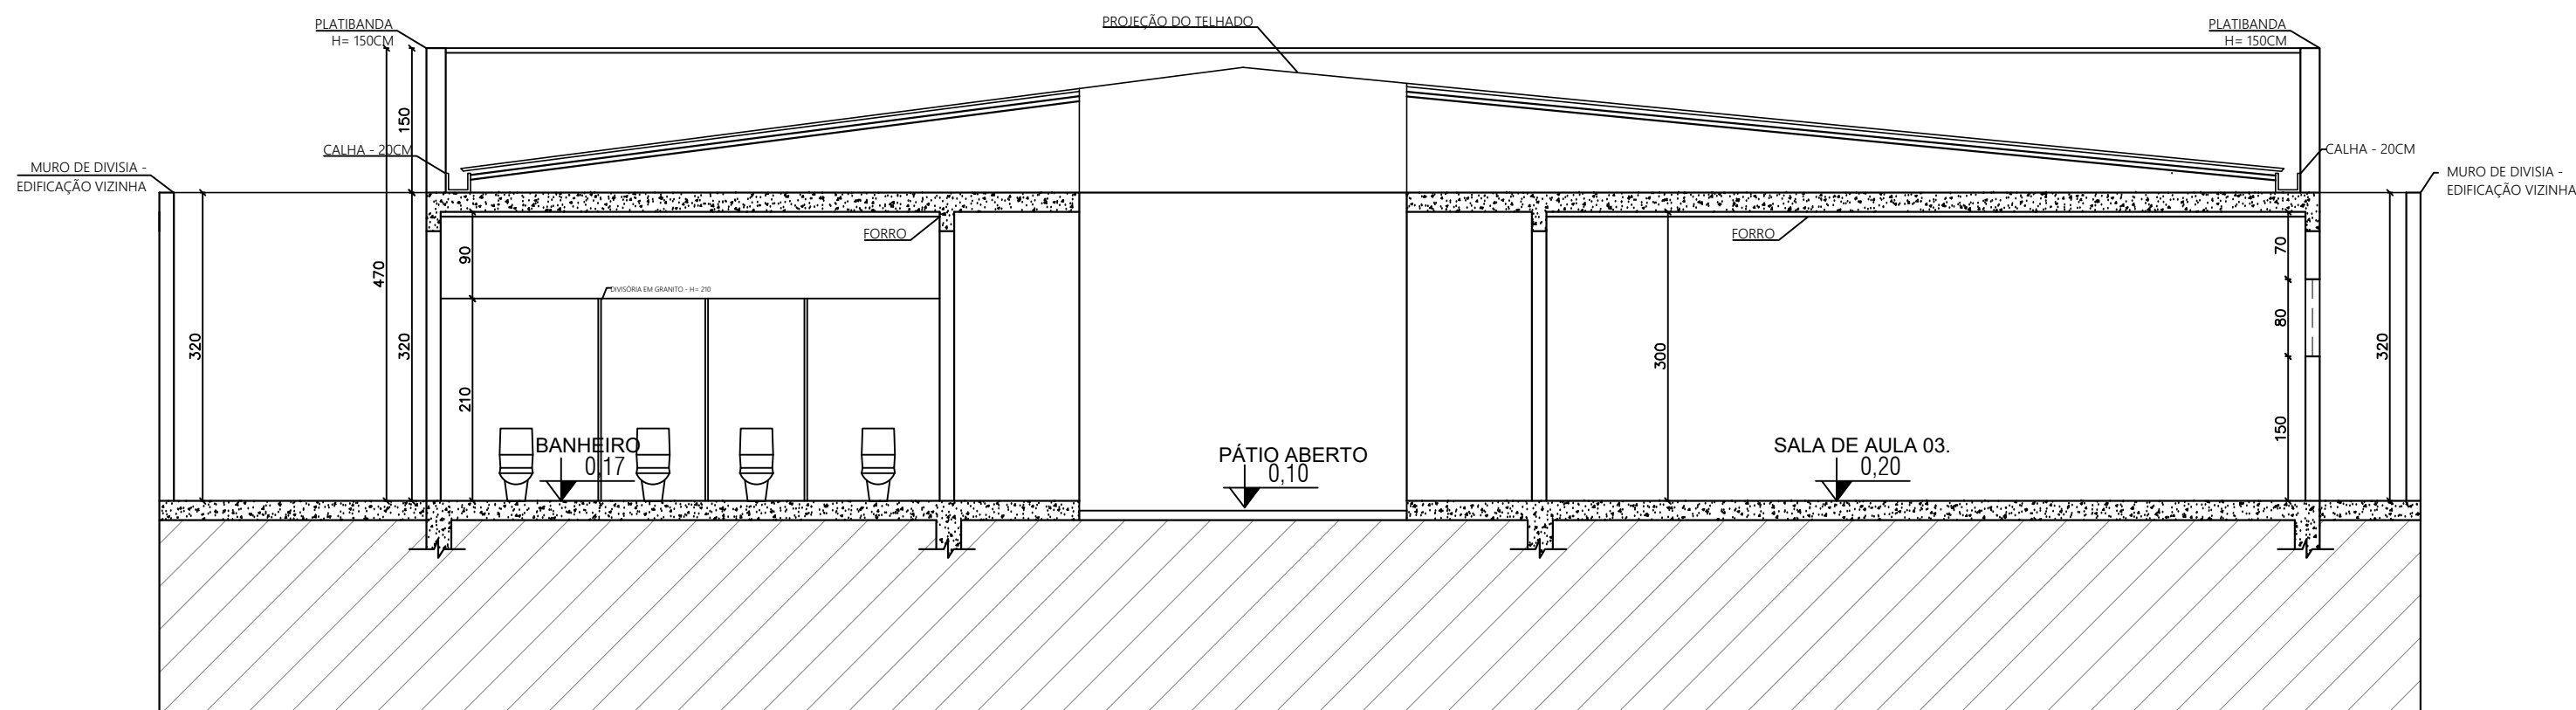 PLATIBANDA
H= 150CM
PROJEÇÃO DO TELHADO
PLATIBANDA
H= 150CM
150
CALHA - 20CM
CALHA - 20CM
MURO DE DIVISIA -
EDIFICAÇÃO VIZINHA
MURO DE DIVISIA -
EDIFICAÇÃO VIZINHA
FORRO
FORRO
90
470
70
DIVISÓRIA EM GRANITO - H= 210
320
320
300
80
320
210
150
BANHEIRO
0,17
PÁTIO ABERTO
0,10
SALA DE AULA 03.
0,20